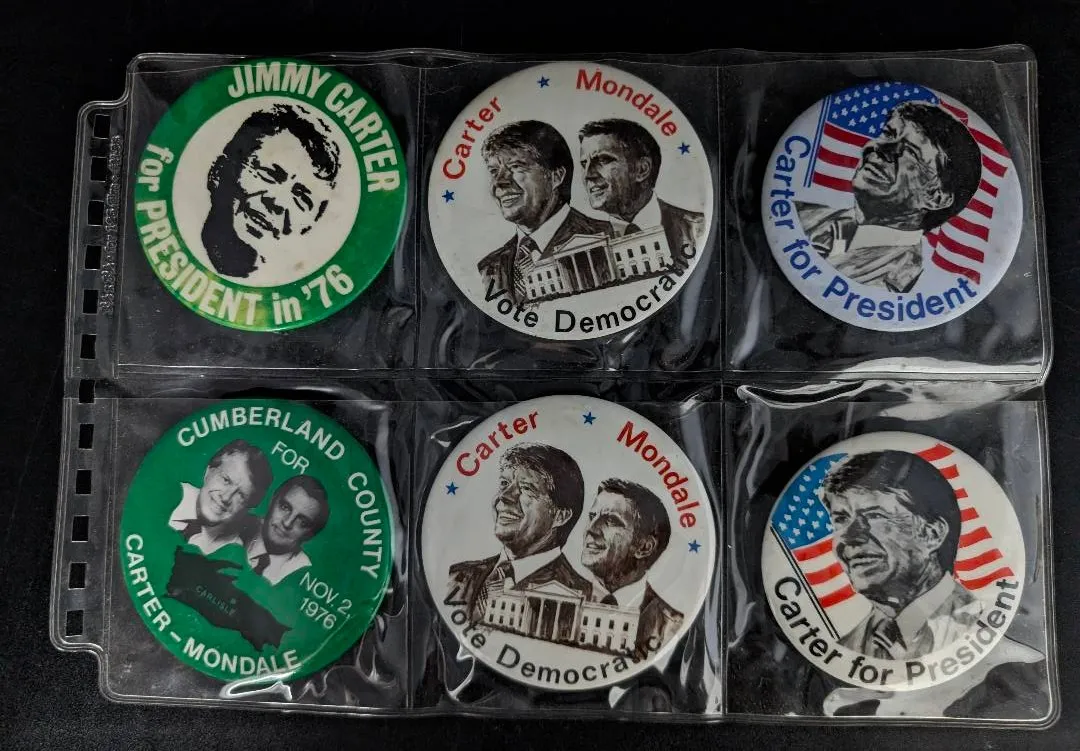 JIMMY CARTER
for PRESIDENT in '76
Carter Mondale
Vote Democratic
Carter for President
CUMBERLAND COUNTY
FOR
CARLISLE
NOV 2,
1976
CARTER-MONDALE
Carter Mondale
Vote Democratic
Carter for President